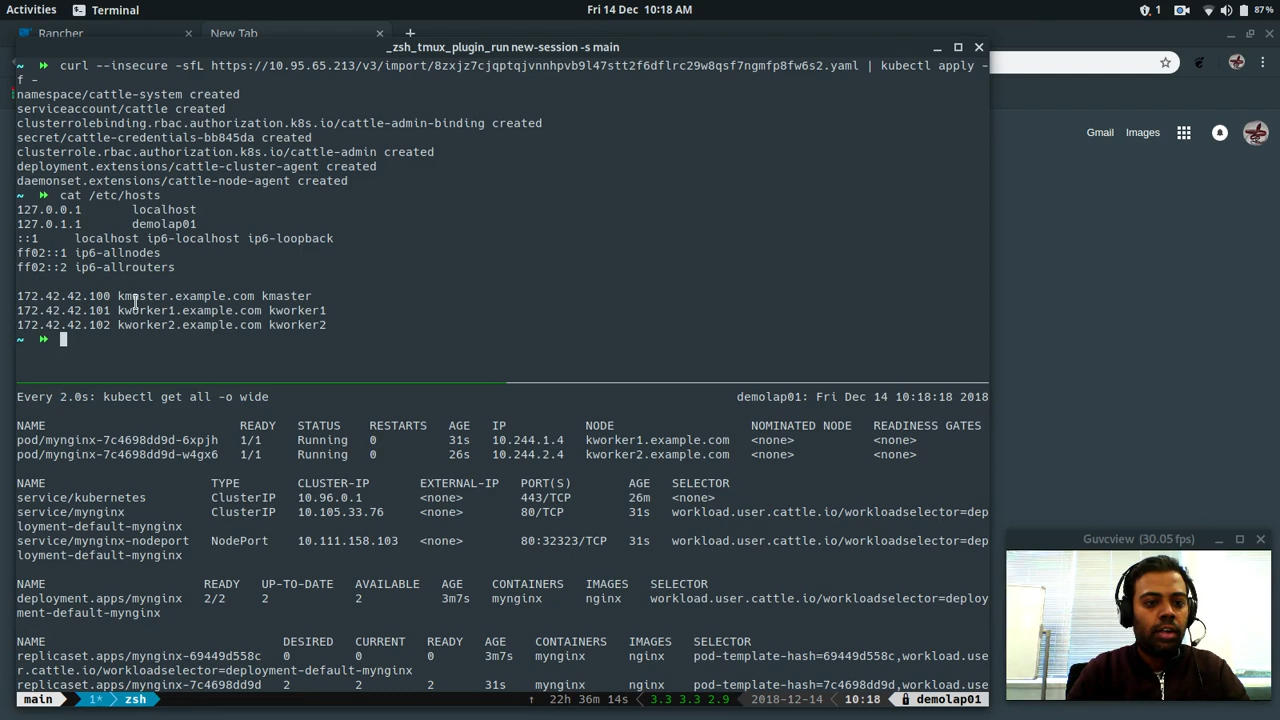 Activities Terminal Fri 14 Dec 10:18 AM 1 87%
Rancher New Tab
_zsh_tmux_plugin_run new-session -s main
~ curl --insecure -sfL https://10.95.65.213/v3/import/8zxjz7cjqptqjvnnhpvb9l47stt2f6dflrc29w8qsf7ngmfp8fw6s2.yaml | kubectl apply -
f -
namespace/cattle-system created
serviceaccount/cattle created
clusterrolebinding.rbac.authorization.k8s.io/cattle-admin-binding created
secret/cattle-credentials-bb845da created
clusterrole.rbac.authorization.k8s.io/cattle-admin created
deployment.extensions/cattle-cluster-agent created
daemonset.extensions/cattle-node-agent created
~ cat /etc/hosts
127.0.0.1 localhost
127.0.1.1 demolap01
::1 localhost ip6-localhost ip6-loopback
ff02::1 ip6-allnodes
ff02::2 ip6-allrouters
172.42.42.100 kmaster.example.com kmaster
172.42.42.101 kworker1.example.com kworker1
172.42.42.102 kworker2.example.com kworker2
~
Gmail Images
Every 2.0s: kubectl get all -o wide demolap01: Fri Dec 14 10:18:18 2018
NAME READY STATUS RESTARTS AGE IP NODE NOMINATED NODE READINESS GATES
pod/mynginx-7c4698dd9d-6xpjh 1/1 Running 0 31s 10.244.1.4 kworker1.example.com <none> <none>
pod/mynginx-7c4698dd9d-w4gx6 1/1 Running 0 26s 10.244.2.4 kworker2.example.com <none> <none>
NAME TYPE CLUSTER-IP EXTERNAL-IP PORT(S) AGE SELECTOR
service/kubernetes ClusterIP 10.96.0.1 <none> 443/TCP 26m <none>
service/mynginx ClusterIP 10.105.33.76 <none> 80/TCP 31s workload.user.cattle.io/workloadselector=dep
loyment-default-mynginx
service/mynginx-nodeport NodePort 10.111.158.103 <none> 80:32323/TCP 31s workload.user.cattle.io/workloadselector=dep
loyment-default-mynginx
NAME READY UP-TO-DATE AVAILABLE AGE CONTAINERS IMAGES SELECTOR
deployment.apps/mynginx 2/2 2 2 3m7s mynginx nginx workload.user.cattle.io/workloadselector=deploy
ment-default-mynginx
NAME DESIRED CURRENT READY AGE CONTAINERS IMAGES SELECTOR
replicaset.apps/mynginx-69449d558c 0 0 0 3m7s mynginx nginx pod-template-hash=69449d558c,workload.use
r.cattle.io/workloadselector=deployment-default-mynginx
replicaset.apps/mynginx-7c4698dd9d 2 2 2 31s mynginx nginx pod-template-hash=7c4698dd9d,workload.use
main 1* zsh ↑ 22h 36m 14s 3.3 3.3 2.9 2018-12-14 10:18 demolap01
Guvcview (30.05 fps)